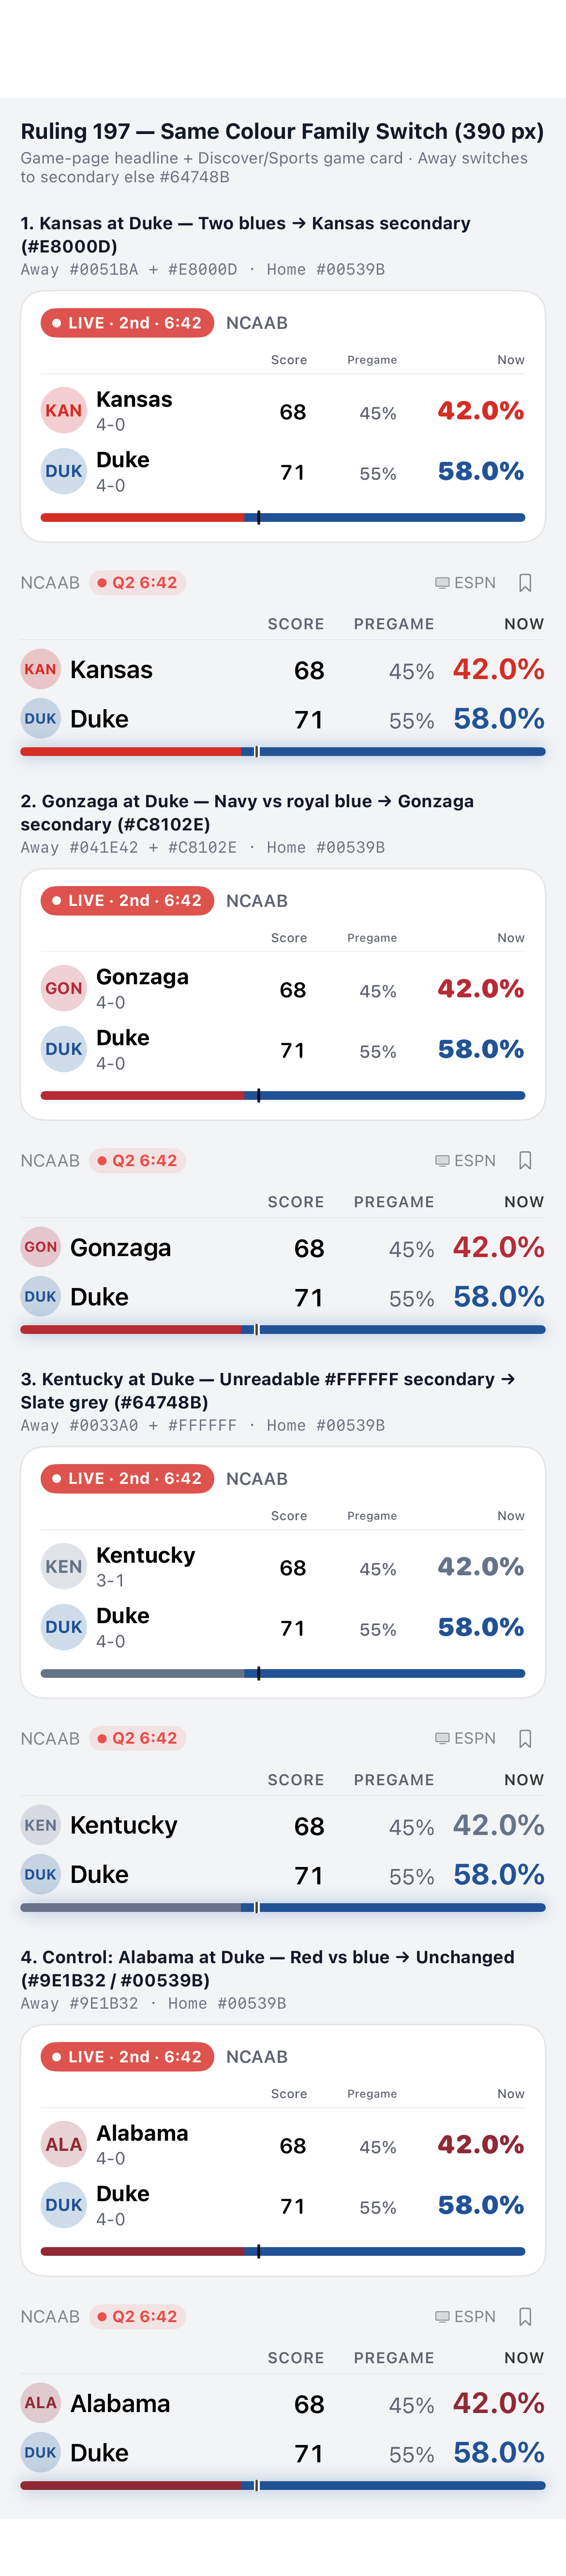 Ruling 197 — Same Colour Family Switch (390 px)
Game-page headline + Discover/Sports game card · Away switches
to secondary else #64748B
1. Kansas at Duke — Two blues → Kansas secondary
(#E8000D)
Away #0051BA + #E8000D · Home #00539B
LIVE · 2nd · 6:42 NCAAB
Score Pregame Now
KAN Kansas 68 45% 42.0%
4-0
DUK Duke 71 55% 58.0%
4-0
NCAAB Q2 6:42 ESPN
SCORE PREGAME NOW
KAN Kansas 68 45% 42.0%
DUK Duke 71 55% 58.0%
2. Gonzaga at Duke — Navy vs royal blue → Gonzaga
secondary (#C8102E)
Away #041E42 + #C8102E · Home #00539B
LIVE · 2nd · 6:42 NCAAB
Score Pregame Now
GON Gonzaga 68 45% 42.0%
4-0
DUK Duke 71 55% 58.0%
4-0
NCAAB Q2 6:42 ESPN
SCORE PREGAME NOW
GON Gonzaga 68 45% 42.0%
DUK Duke 71 55% 58.0%
3. Kentucky at Duke — Unreadable #FFFFFF secondary →
Slate grey (#64748B)
Away #0033A0 + #FFFFFF · Home #00539B
LIVE · 2nd · 6:42 NCAAB
Score Pregame Now
KEN Kentucky 68 45% 42.0%
3-1
DUK Duke 71 55% 58.0%
4-0
NCAAB Q2 6:42 ESPN
SCORE PREGAME NOW
KEN Kentucky 68 45% 42.0%
DUK Duke 71 55% 58.0%
4. Control: Alabama at Duke — Red vs blue → Unchanged
(#9E1B32 / #00539B)
Away #9E1B32 · Home #00539B
LIVE · 2nd · 6:42 NCAAB
Score Pregame Now
ALA Alabama 68 45% 42.0%
4-0
DUK Duke 71 55% 58.0%
4-0
NCAAB Q2 6:42 ESPN
SCORE PREGAME NOW
ALA Alabama 68 45% 42.0%
DUK Duke 71 55% 58.0%